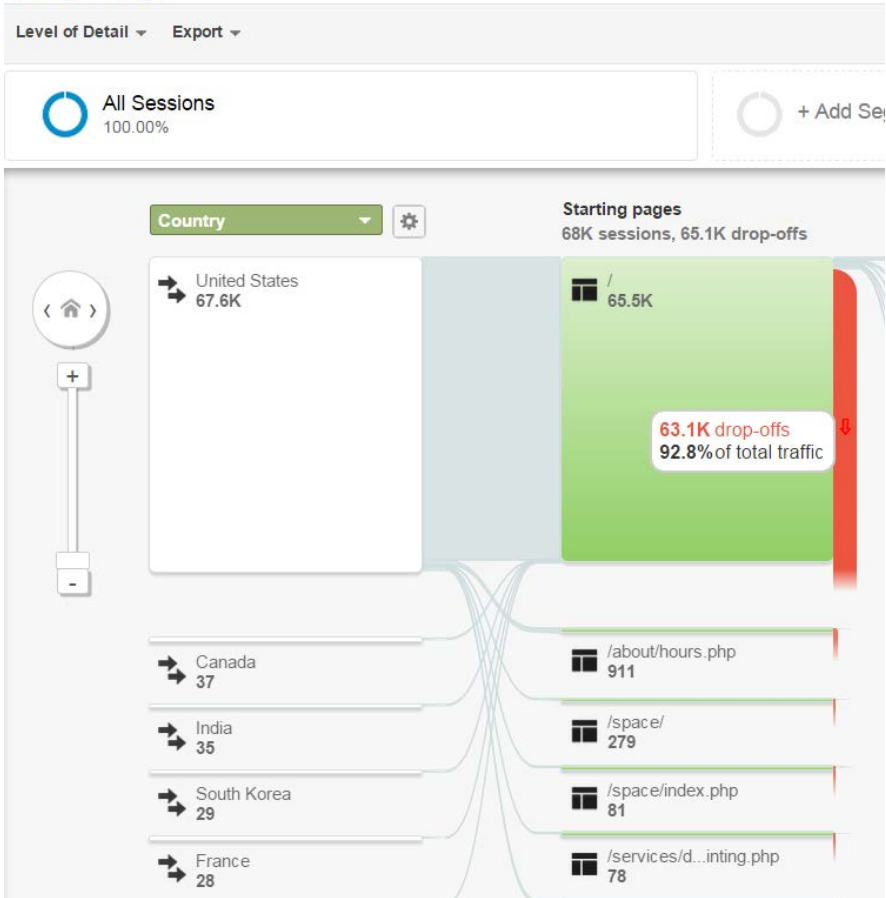 Level of Detail Export
All Sessions
100.00%
+ Add Seg
Country
Starting pages
68K sessions, 65.1K drop-offs
United States
67.6K
/
65.5K
63.1K drop-offs
92.8% of total traffic
+
-
Canada
37
India
35
South Korea
29
France
28
/about/hours.php
911
/space/
279
/space/index.php
81
/services/d...inting.php
78